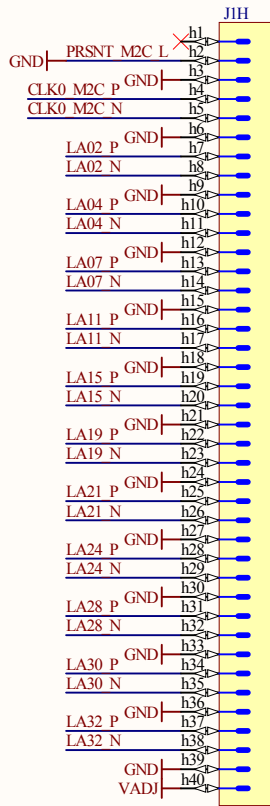 J1H
h1
PRSNT_M2C_L h2
GND
GND h3
CLK0_M2C_P h4
CLK0_M2C_N h5
GND h6
LA02_P h7
LA02_N h8
GND h9
LA04_P h10
LA04_N h11
GND h12
LA07_P h13
LA07_N h14
GND h15
LA11_P h16
LA11_N h17
GND h18
LA15_P h19
LA15_N h20
GND h21
LA19_P h22
LA19_N h23
GND h24
LA21_P h25
LA21_N h26
GND h27
LA24_P h28
LA24_N h29
GND h30
LA28_P h31
LA28_N h32
GND h33
LA30_P h34
LA30_N h35
GND h36
LA32_P h37
LA32_N h38
GND h39
VADJ h40